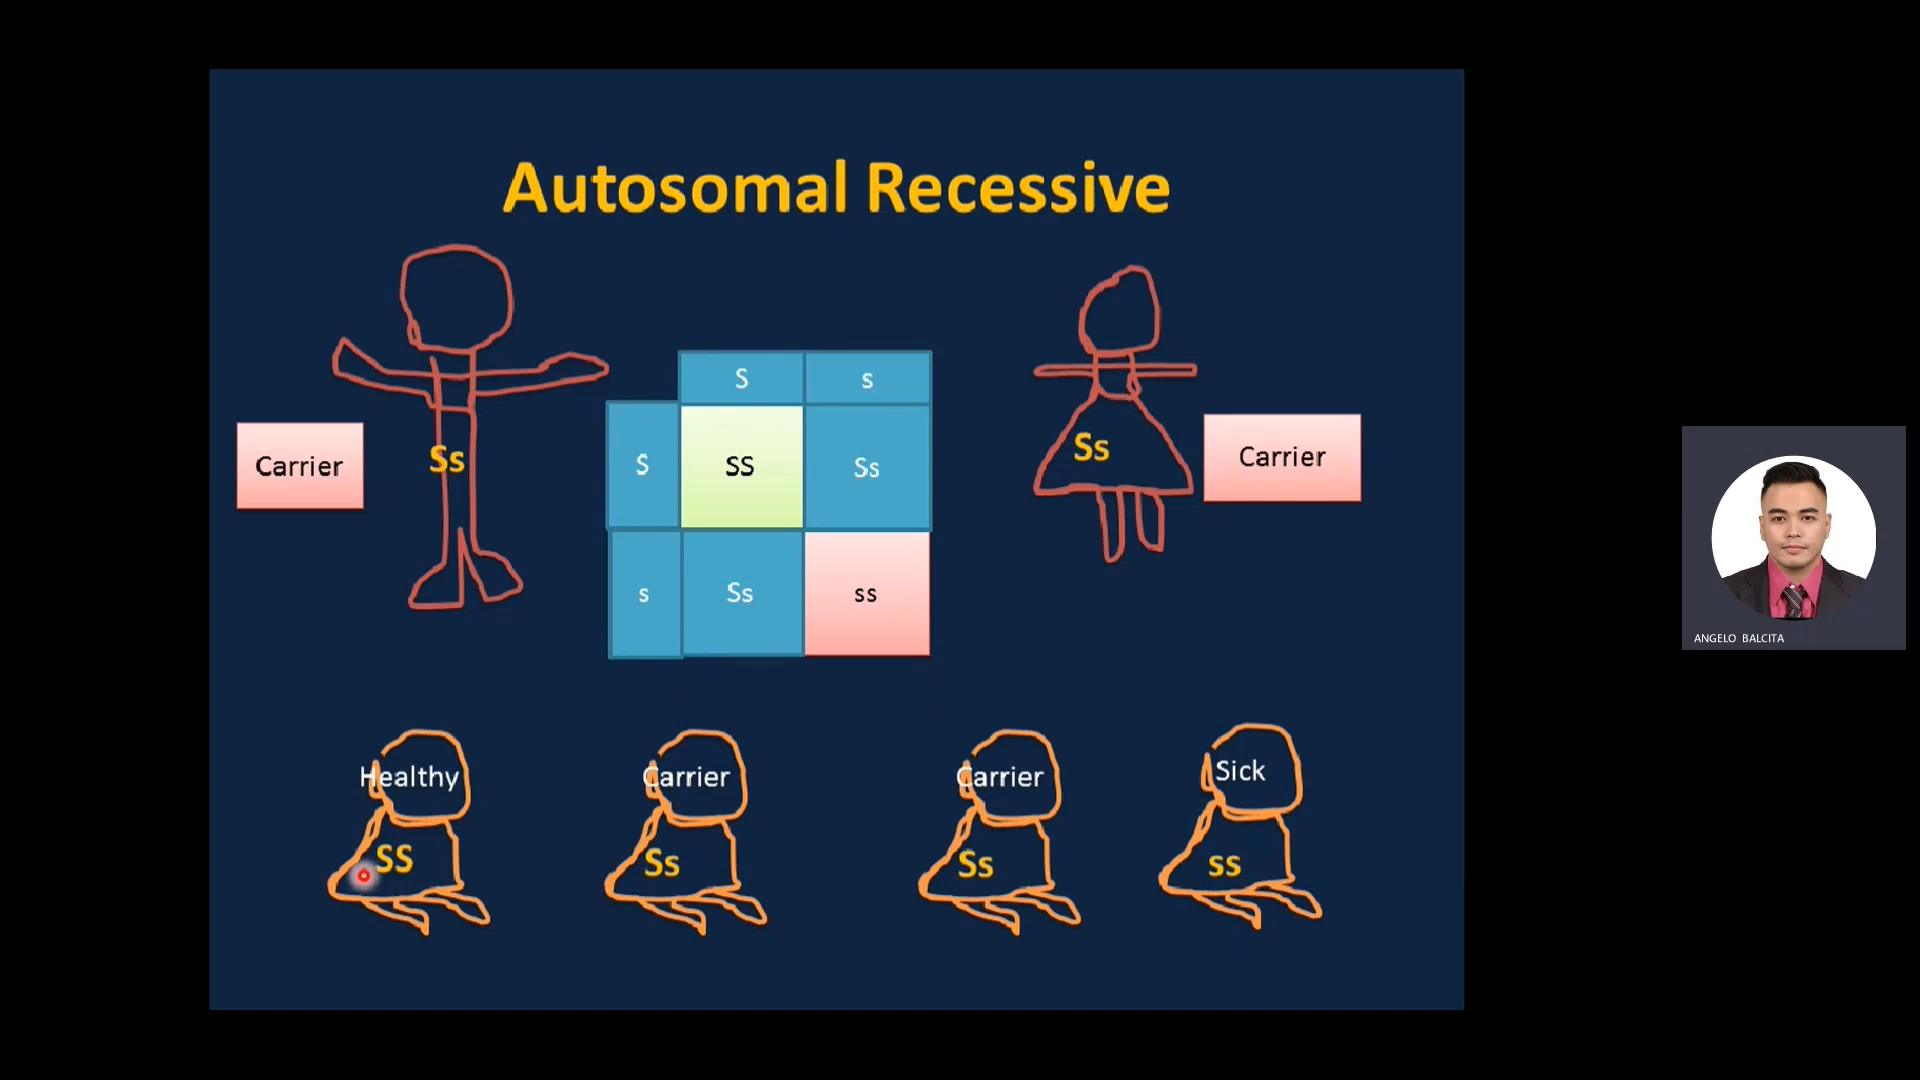 Autosomal Recessive
S s
Carrier Ss S SS Ss Ss Carrier
s Ss ss
Healthy Carrier Carrier Sick
SS Ss Ss ss
ANGELO BALCITA